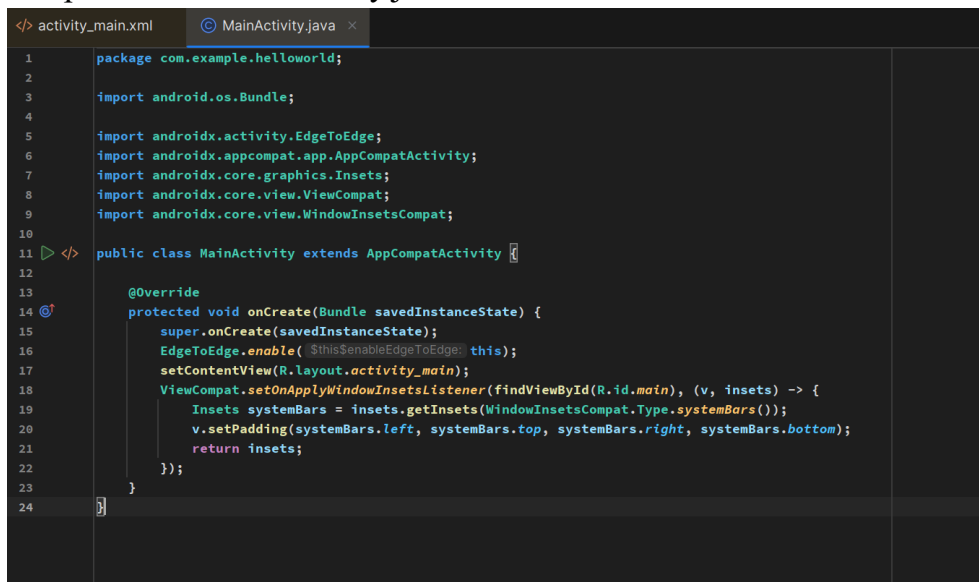 activity_main.xml MainActivity.java
1 package com.example.helloworld;
2
3 import android.os.Bundle;
4
5 import androidx.activity.EdgeToEdge;
6 import androidx.appcompat.app.AppCompatActivity;
7 import androidx.core.graphics.Insets;
8 import androidx.core.view.ViewCompat;
9 import androidx.core.view.WindowInsetsCompat;
10
11 public class MainActivity extends AppCompatActivity {
12
13 @Override
14 protected void onCreate(Bundle savedInstanceState) {
15 super.onCreate(savedInstanceState);
16 EdgeToEdge.enable( $this$enableEdgeToEdge: this);
17 setContentView(R.layout.activity_main);
18 ViewCompat.setOnApplyWindowInsetsListener(findViewById(R.id.main), (v, insets) -> {
19 Insets systemBars = insets.getInsets(WindowInsetsCompat.Type.systemBars());
20 v.setPadding(systemBars.left, systemBars.top, systemBars.right, systemBars.bottom);
21 return insets;
22 });
23 }
24 }